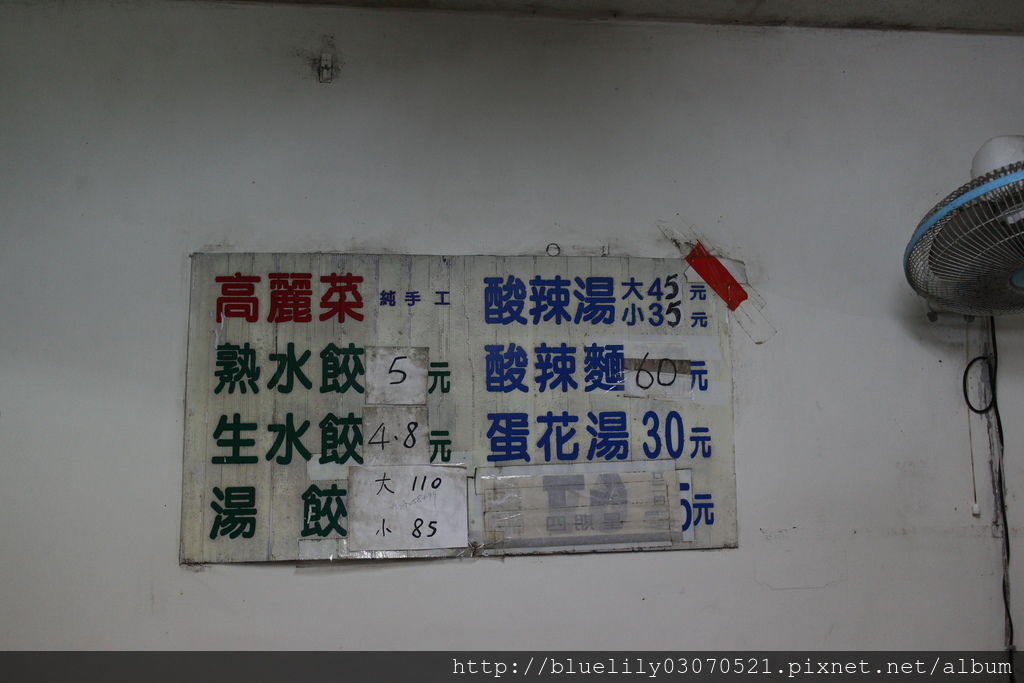 高麗菜 純手工
熟水餃 5 元
生水餃 4.8 元
湯餃 大 110
小 85
酸辣湯 大45元
小35元
酸辣麵 60 元
蛋花湯 30元
5元
http://bluelily03070521.pixnet.net/album